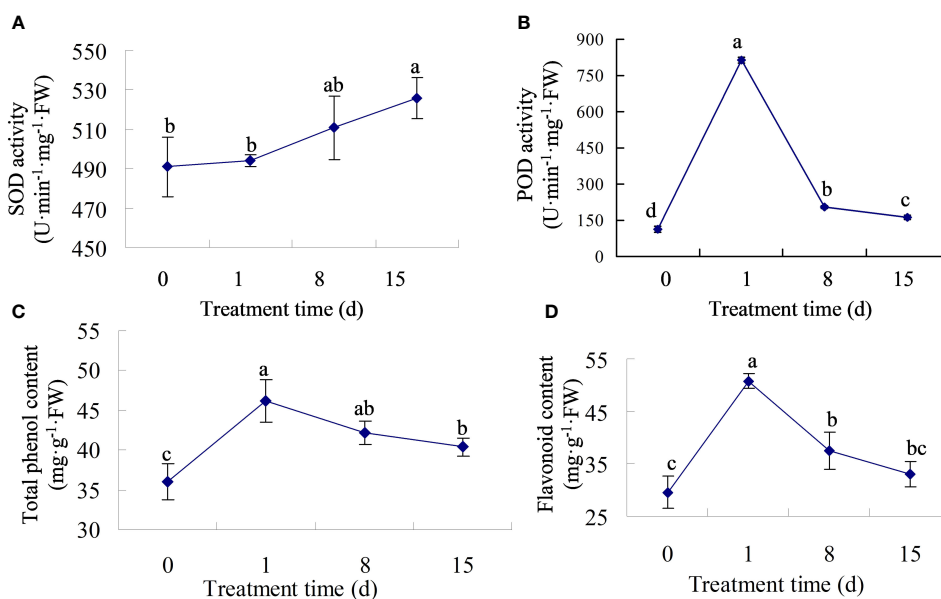 A
SOD activity
(U·min⁻¹·mg⁻¹·FW)
550
530
510
490
470
450
b
b
ab
a
0 1 8 15
Treatment time (d)
B
POD activity
(U·min⁻¹·mg⁻¹·FW)
900
750
600
450
300
150
0
d
a
b
c
0 1 8 15
Treatment time (d)
C
Total phenol content
(mg·g⁻¹·FW)
55
50
45
40
35
30
c
a
ab
b
0 1 8 15
Treatment time (d)
D
Flavonoid content
(mg·g⁻¹·FW)
55
45
35
25
c
a
b
bc
0 1 8 15
Treatment time (d)